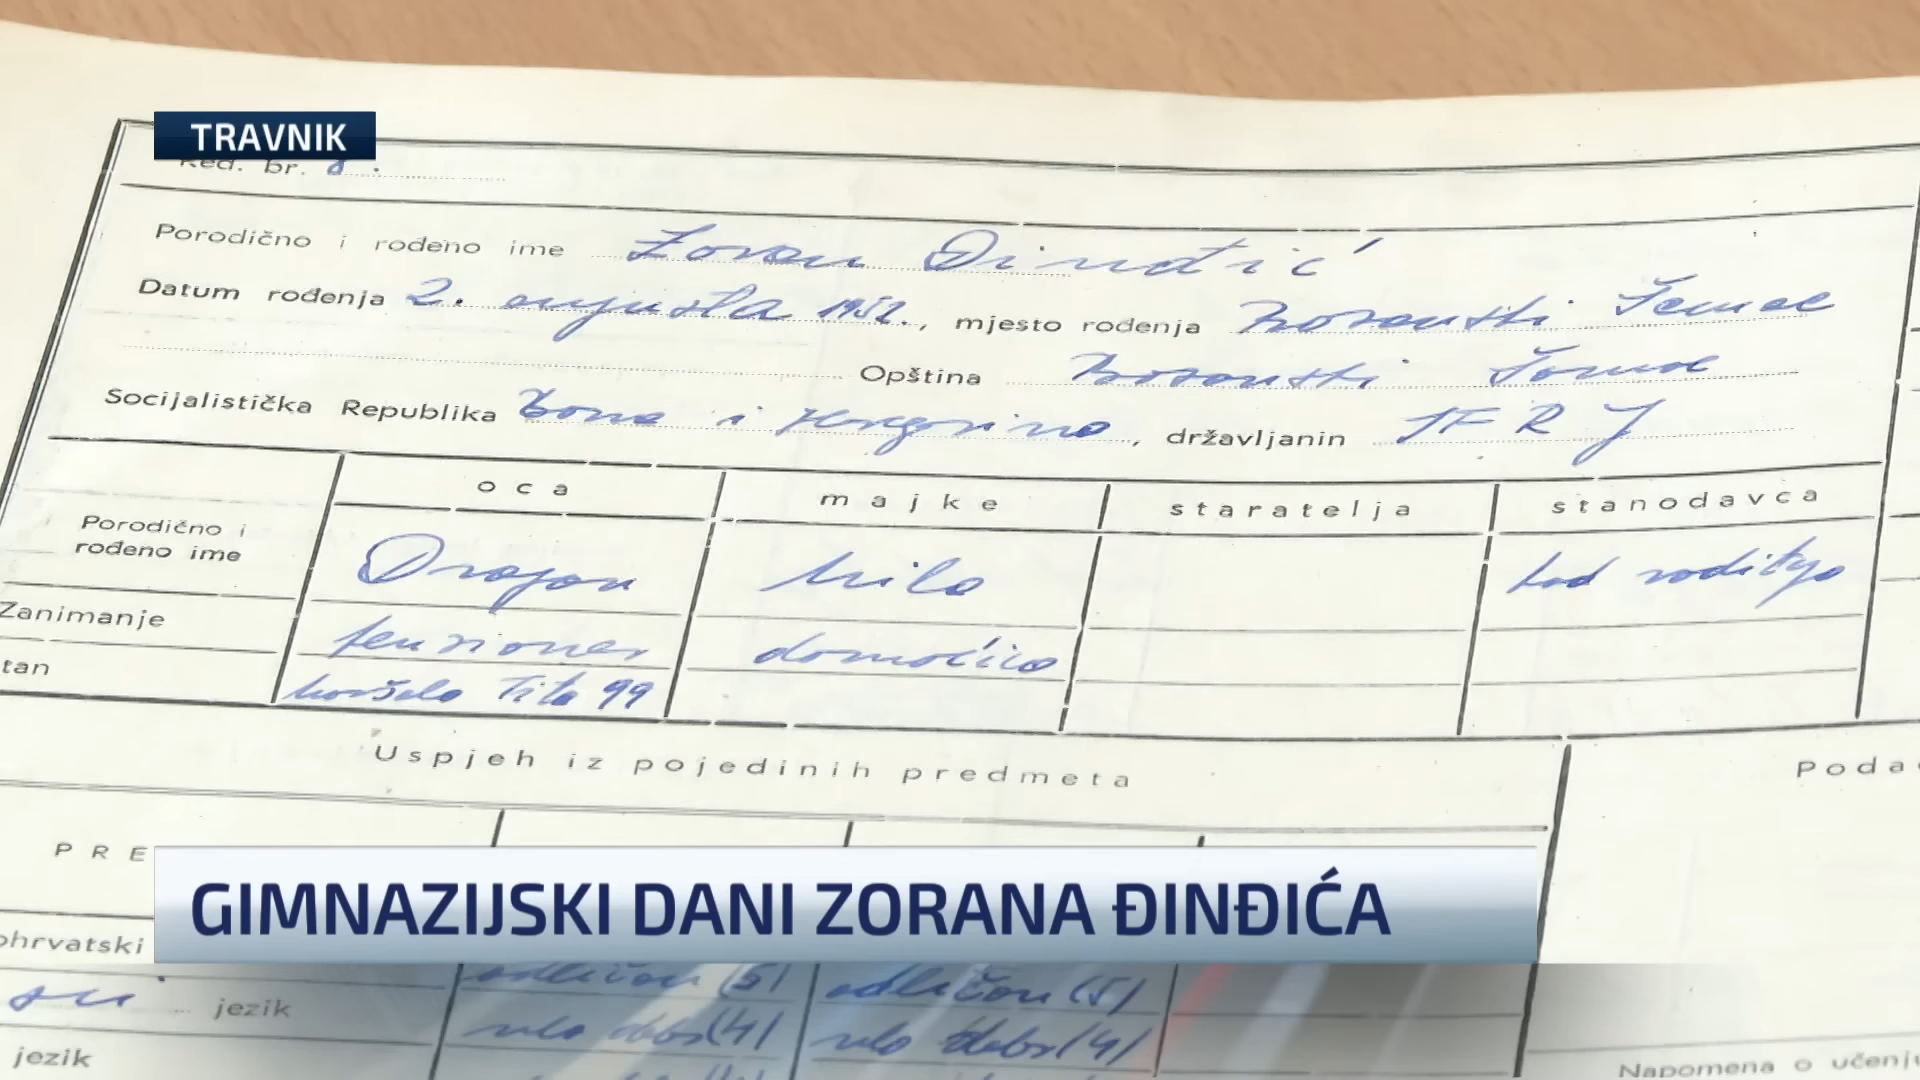 TRAVNIK
Red. br. 8.
Porodično i rođeno ime Zoran Đinđić
Datum rođenja 2. augusta 1952., mjesto rođenja Bosanski Šamac
Opština Bosanski Šamac
Socijalistička Republika Bosna i Hercegovina, državljanin SFRJ
oca majke staratelja stanodavca
Porodično i rođeno ime Dragan Mila kod roditelja
Zanimanje penzioner domaćica
tan Maršala Tita 99
Uspjeh iz pojedinih predmeta
Poda
PRE
GIMNAZIJSKI DANI ZORANA ĐINĐIĆA
ohrvatski odličan (5) odličan (5)
ski jezik vrlo dobar (4) vrlo dobar (4)
jezik
Napomena o učenju